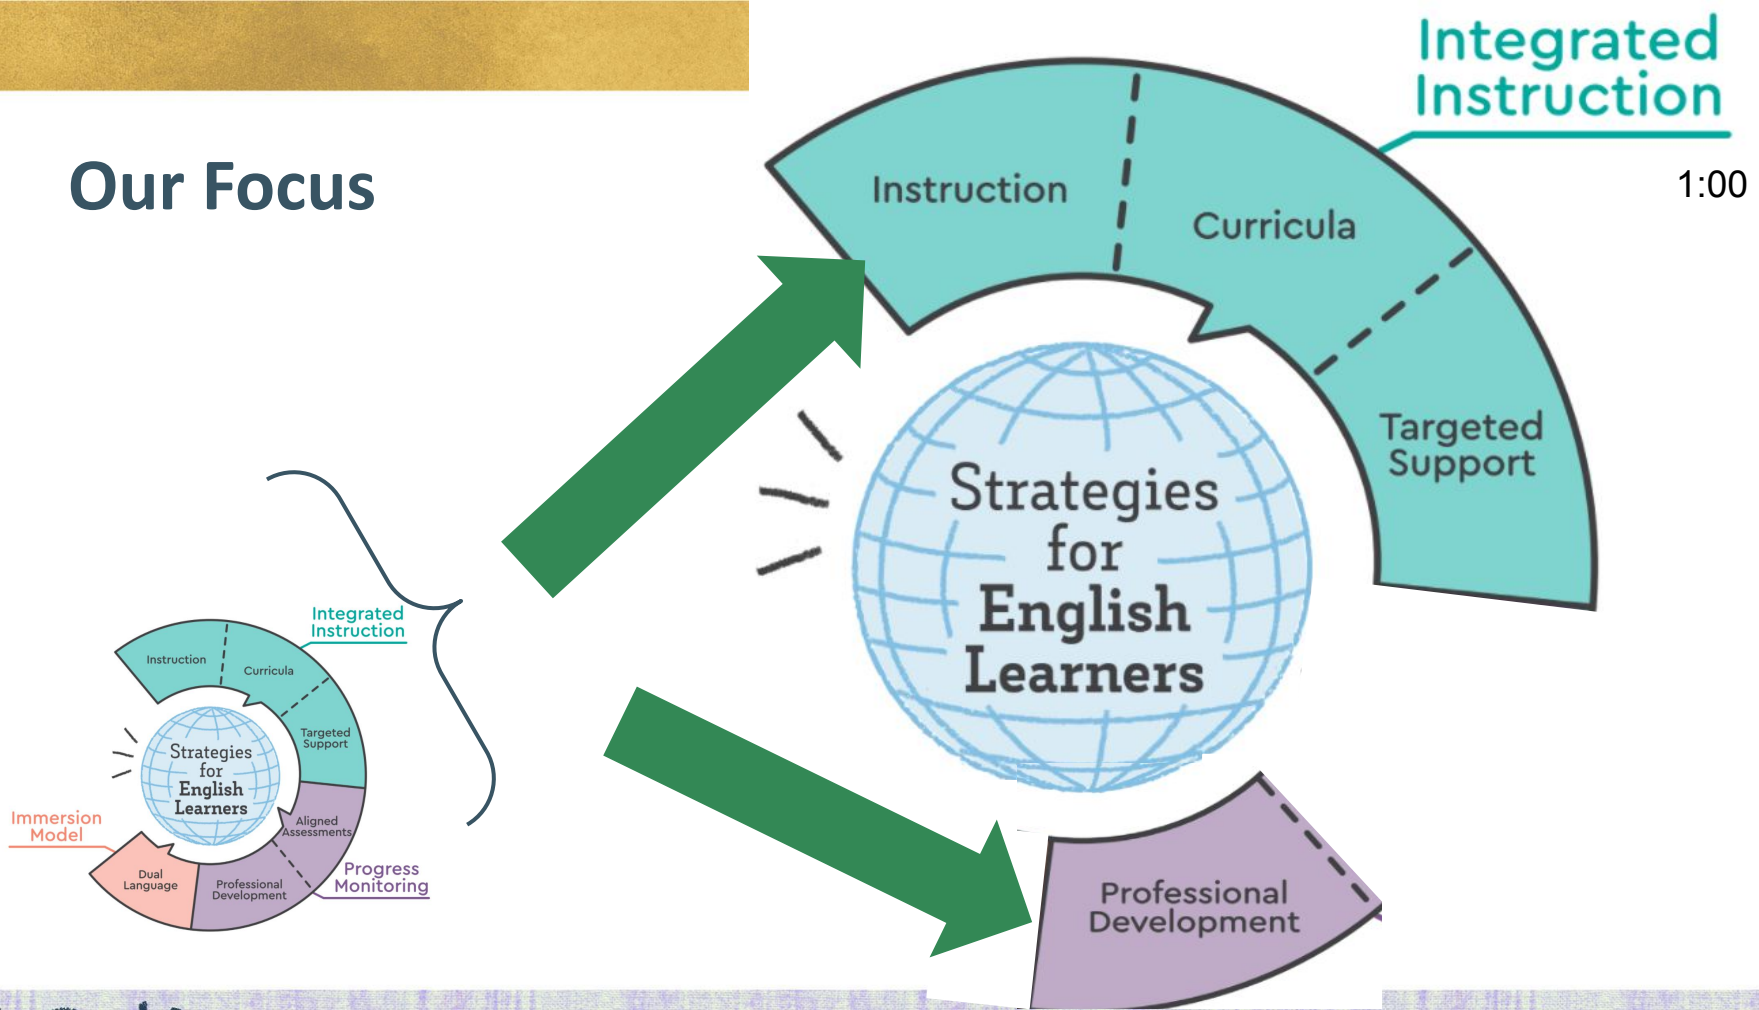 Our Focus
Integrated
Instruction
1:00
Instruction
Curricula
Targeted
Support
Strategies
for
English
Learners
Professional
Development
Integrated
Instruction
Instruction
Curricula
Targeted
Support
Strategies
for
English
Learners
Aligned
Assessments
Immersion
Model
Dual
Language
Professional
Development
Progress
Monitoring